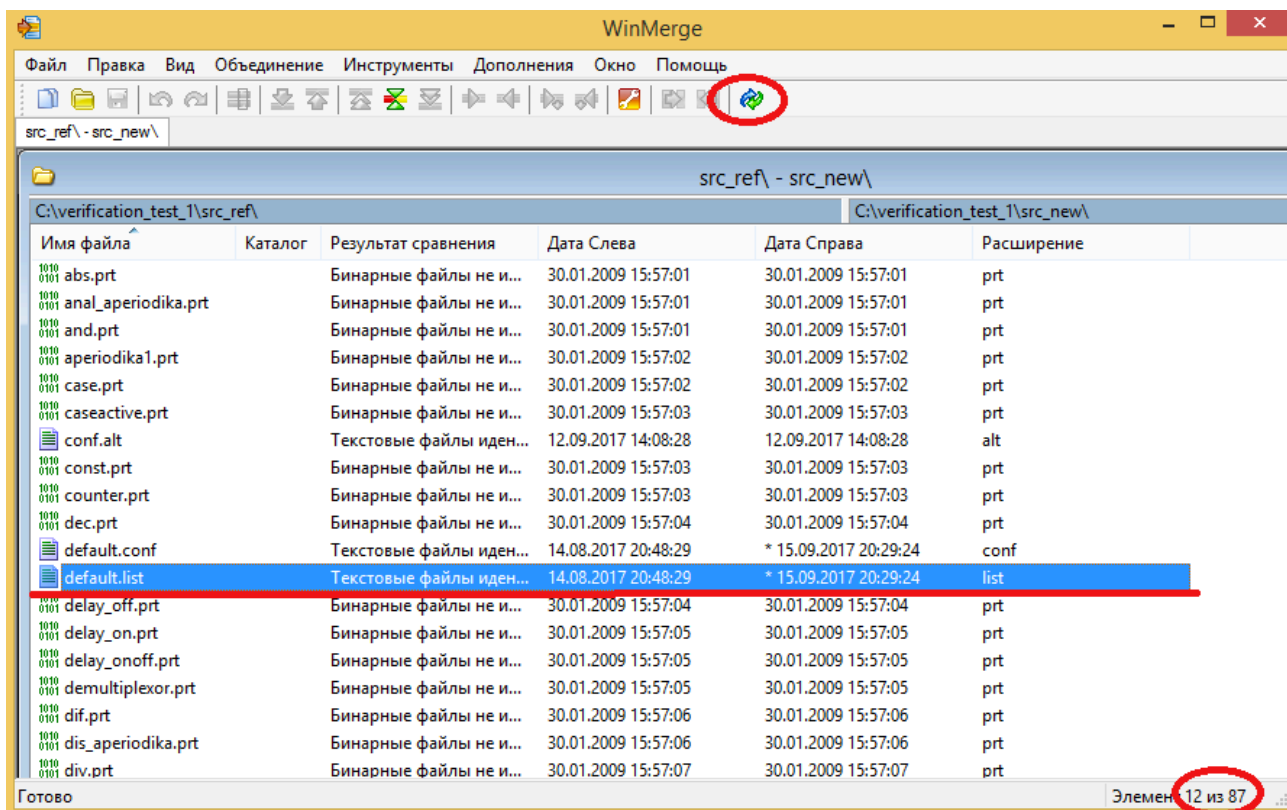 WinMerge
Файл Правка Вид Объединение Инструменты Дополнения Окно Помощь
src_ref\ - src_new\
src_ref\ - src_new\
C:\verification_test_1\src_ref\ C:\verification_test_1\src_new\
Имя файла Каталог Результат сравнения Дата Слева Дата Справа Расширение
abs.prt Бинарные файлы не и... 30.01.2009 15:57:01 30.01.2009 15:57:01 prt
anal_aperiodika.prt Бинарные файлы не и... 30.01.2009 15:57:01 30.01.2009 15:57:01 prt
and.prt Бинарные файлы не и... 30.01.2009 15:57:01 30.01.2009 15:57:01 prt
aperiodika1.prt Бинарные файлы не и... 30.01.2009 15:57:02 30.01.2009 15:57:02 prt
case.prt Бинарные файлы не и... 30.01.2009 15:57:02 30.01.2009 15:57:02 prt
caseactive.prt Бинарные файлы не и... 30.01.2009 15:57:03 30.01.2009 15:57:03 prt
conf.alt Текстовые файлы иден... 12.09.2017 14:08:28 12.09.2017 14:08:28 alt
const.prt Бинарные файлы не и... 30.01.2009 15:57:03 30.01.2009 15:57:03 prt
counter.prt Бинарные файлы не и... 30.01.2009 15:57:03 30.01.2009 15:57:03 prt
dec.prt Бинарные файлы не и... 30.01.2009 15:57:04 30.01.2009 15:57:04 prt
default.conf Текстовые файлы иден... 14.08.2017 20:48:29 * 15.09.2017 20:29:24 conf
default.list Текстовые файлы иден... 14.08.2017 20:48:29 * 15.09.2017 20:29:24 list
delay_off.prt Бинарные файлы не и... 30.01.2009 15:57:04 30.01.2009 15:57:04 prt
delay_on.prt Бинарные файлы не и... 30.01.2009 15:57:05 30.01.2009 15:57:05 prt
delay_onoff.prt Бинарные файлы не и... 30.01.2009 15:57:05 30.01.2009 15:57:05 prt
demultiplexor.prt Бинарные файлы не и... 30.01.2009 15:57:05 30.01.2009 15:57:05 prt
dif.prt Бинарные файлы не и... 30.01.2009 15:57:06 30.01.2009 15:57:06 prt
dis_aperiodika.prt Бинарные файлы не и... 30.01.2009 15:57:06 30.01.2009 15:57:06 prt
div.prt Бинарные файлы не и... 30.01.2009 15:57:07 30.01.2009 15:57:07 prt
Готово Элемент 12 из 87